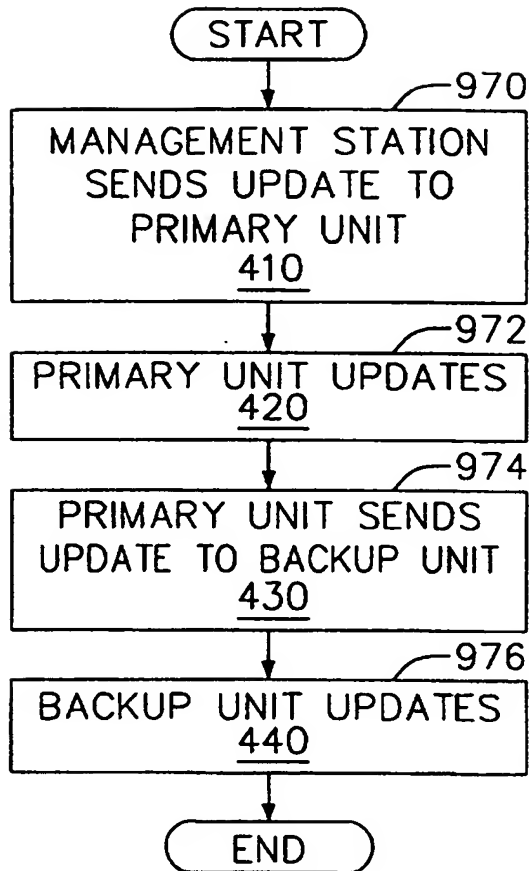 START
970
MANAGEMENT STATION
SENDS UPDATE TO
PRIMARY UNIT
410
972
PRIMARY UNIT UPDATES
420
974
PRIMARY UNIT SENDS
UPDATE TO BACKUP UNIT
430
976
BACKUP UNIT UPDATES
440
END